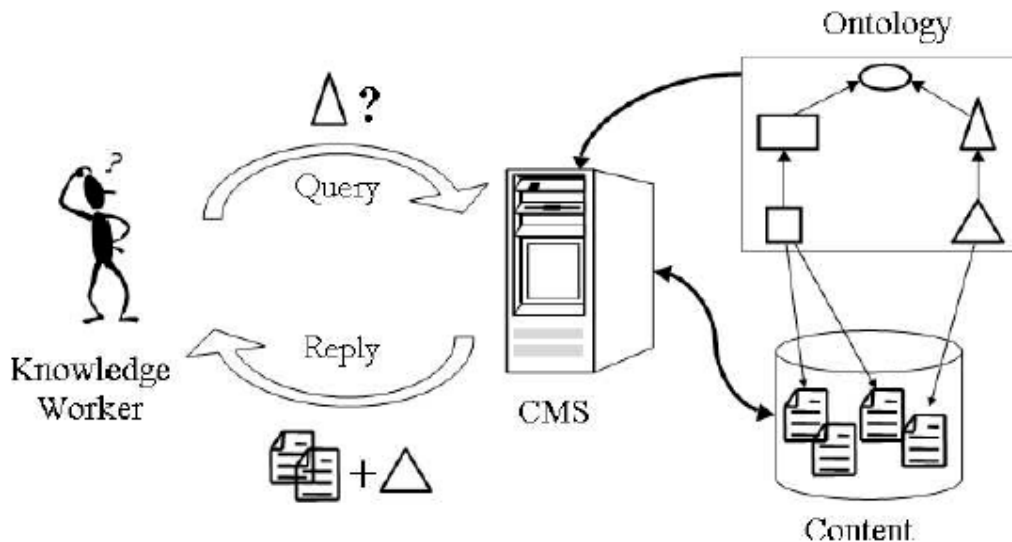 Ontology
?
?
Query
Reply
Knowledge
Worker
CMS
+
Content